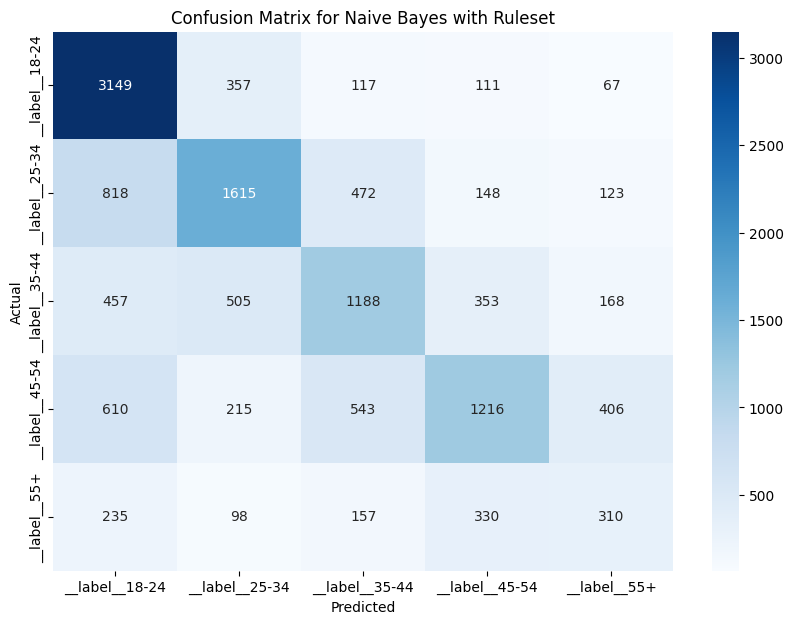 Confusion Matrix for Naive Bayes with Ruleset
Actual
__label__18-24
3149 357 117 111 67
__label__25-34
818 1615 472 148 123
__label__35-44
457 505 1188 353 168
__label__45-54
610 215 543 1216 406
__label__55+
235 98 157 330 310
__label__18-24 __label__25-34 __label__35-44 __label__45-54 __label__55+
Predicted
3000
2500
2000
1500
1000
500